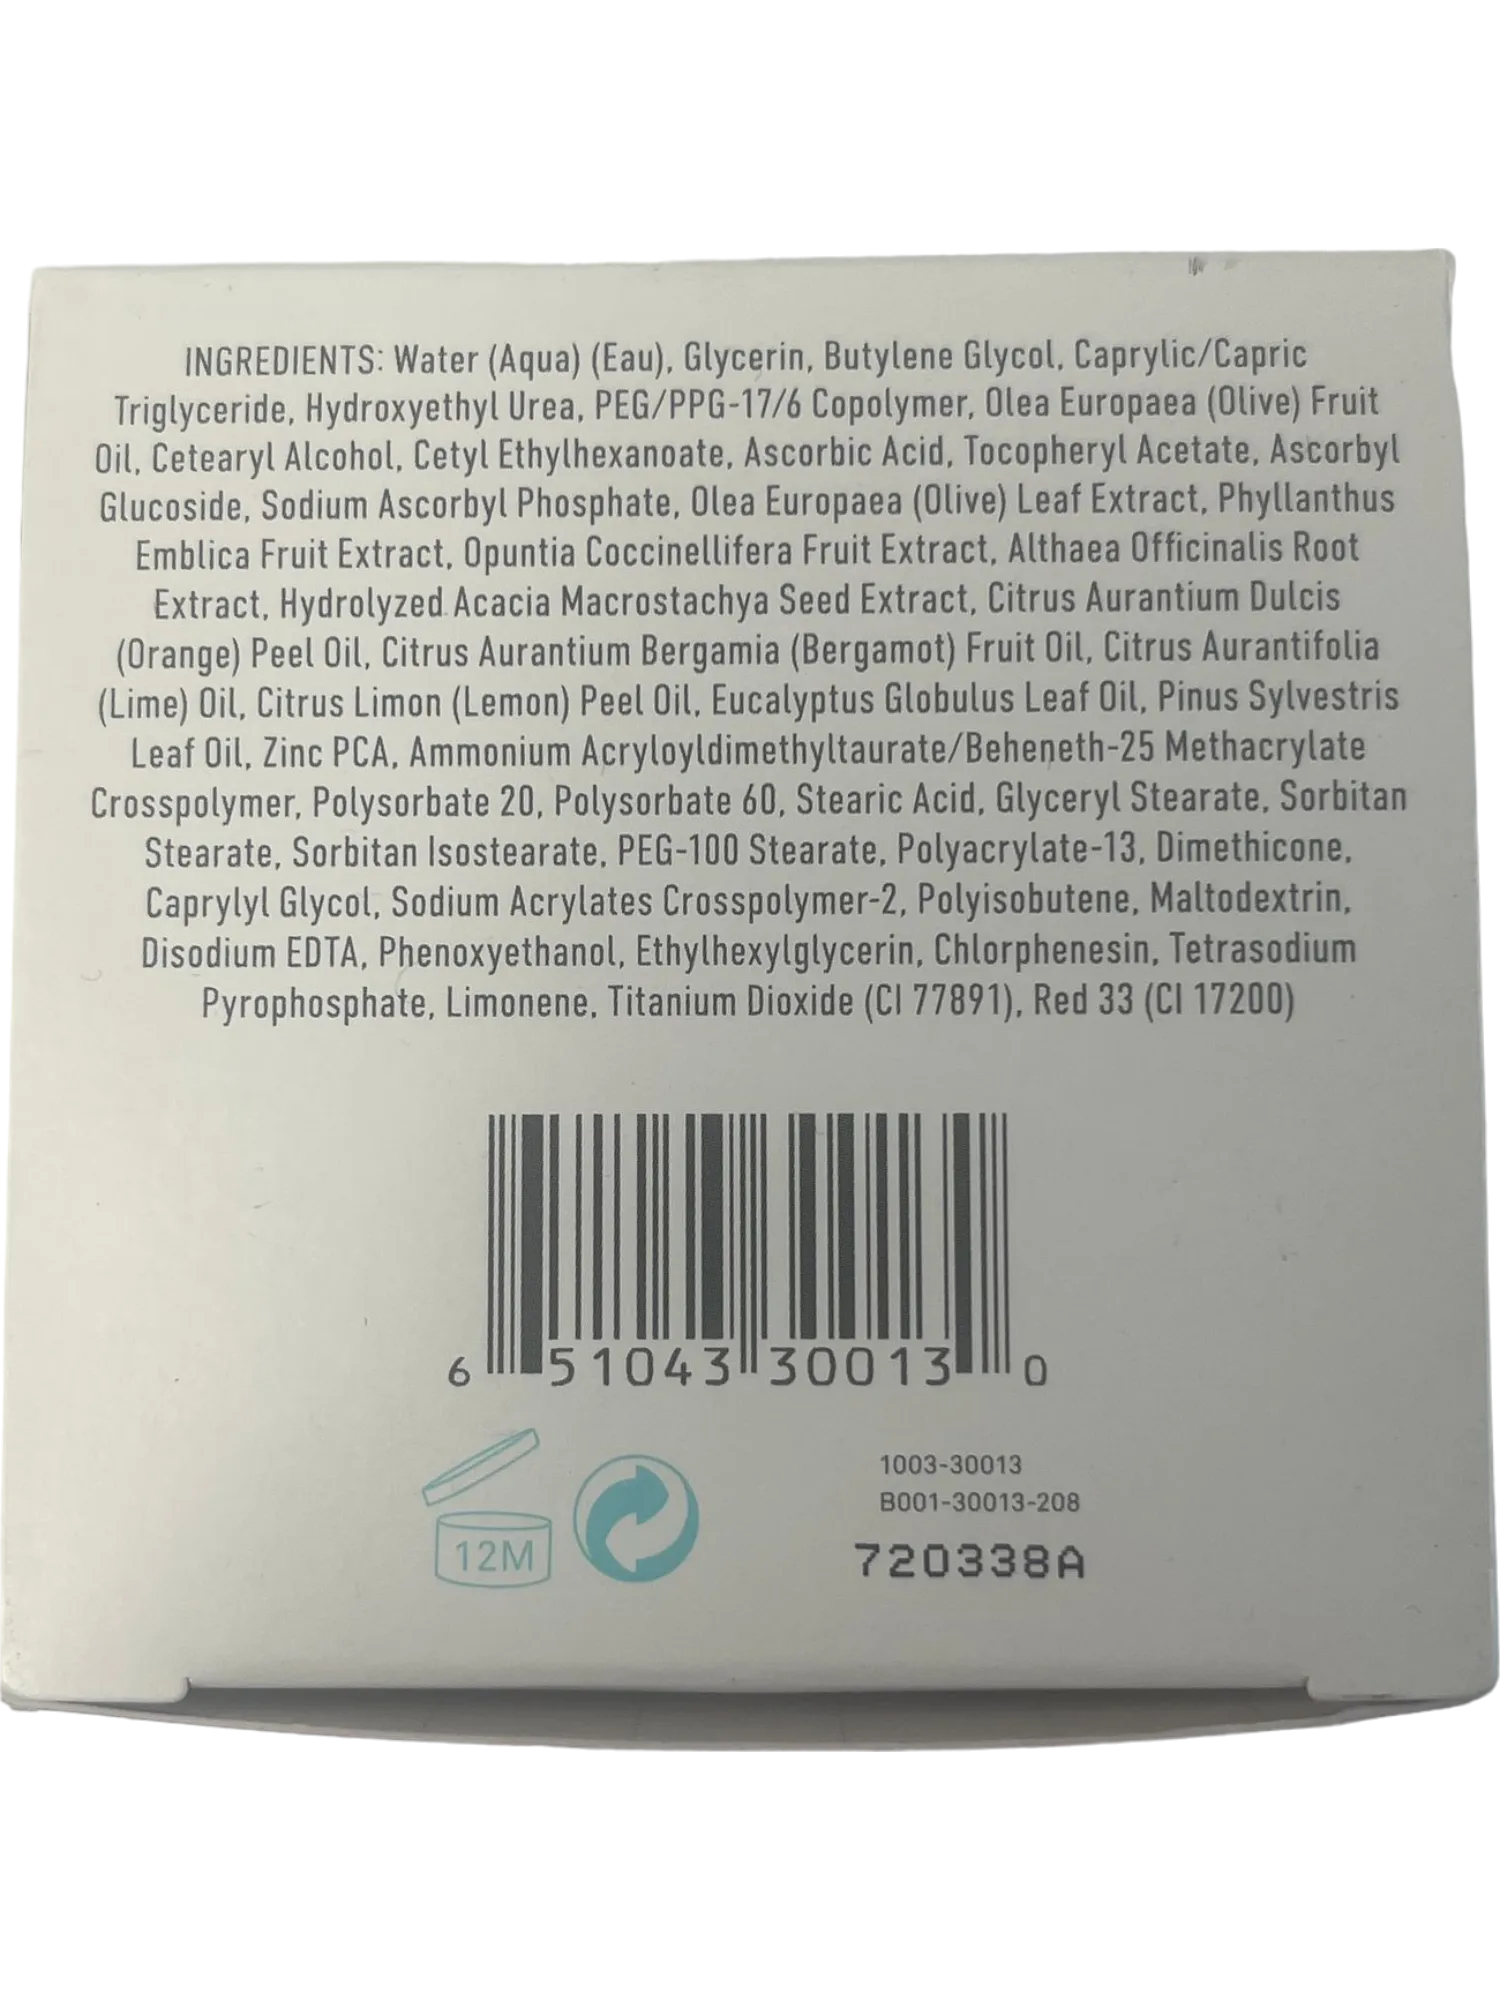 INGREDIENTS: Water (Aqua) (Eau), Glycerin, Butylene Glycol, Caprylic/Capric
Triglyceride, Hydroxyethyl Urea, PEG/PPG-17/6 Copolymer, Olea Europaea (Olive) Fruit
Oil, Cetearyl Alcohol, Cetyl Ethylhexanoate, Ascorbic Acid, Tocopheryl Acetate, Ascorbyl
Glucoside, Sodium Ascorbyl Phosphate, Olea Europaea (Olive) Leaf Extract, Phyllanthus
Emblica Fruit Extract, Opuntia Coccinellifera Fruit Extract, Althaea Officinalis Root
Extract, Hydrolyzed Acacia Macrostachya Seed Extract, Citrus Aurantium Dulcis
(Orange) Peel Oil, Citrus Aurantium Bergamia (Bergamot) Fruit Oil, Citrus Aurantifolia
(Lime) Oil, Citrus Limon (Lemon) Peel Oil, Eucalyptus Globulus Leaf Oil, Pinus Sylvestris
Leaf Oil, Zinc PCA, Ammonium Acryloyldimethyltaurate/Beheneth-25 Methacrylate
Crosspolymer, Polysorbate 20, Polysorbate 60, Stearic Acid, Glyceryl Stearate, Sorbitan
Stearate, Sorbitan Isostearate, PEG-100 Stearate, Polyacrylate-13, Dimethicone,
Caprylyl Glycol, Sodium Acrylates Crosspolymer-2, Polyisobutene, Maltodextrin,
Disodium EDTA, Phenoxyethanol, Ethylhexylglycerin, Chlorphenesin, Tetrasodium
Pyrophosphate, Limonene, Titanium Dioxide (CI 77891), Red 33 (CI 17200)
6 51043 30013 0
12M
1003-30013
B001-30013-208
720338A